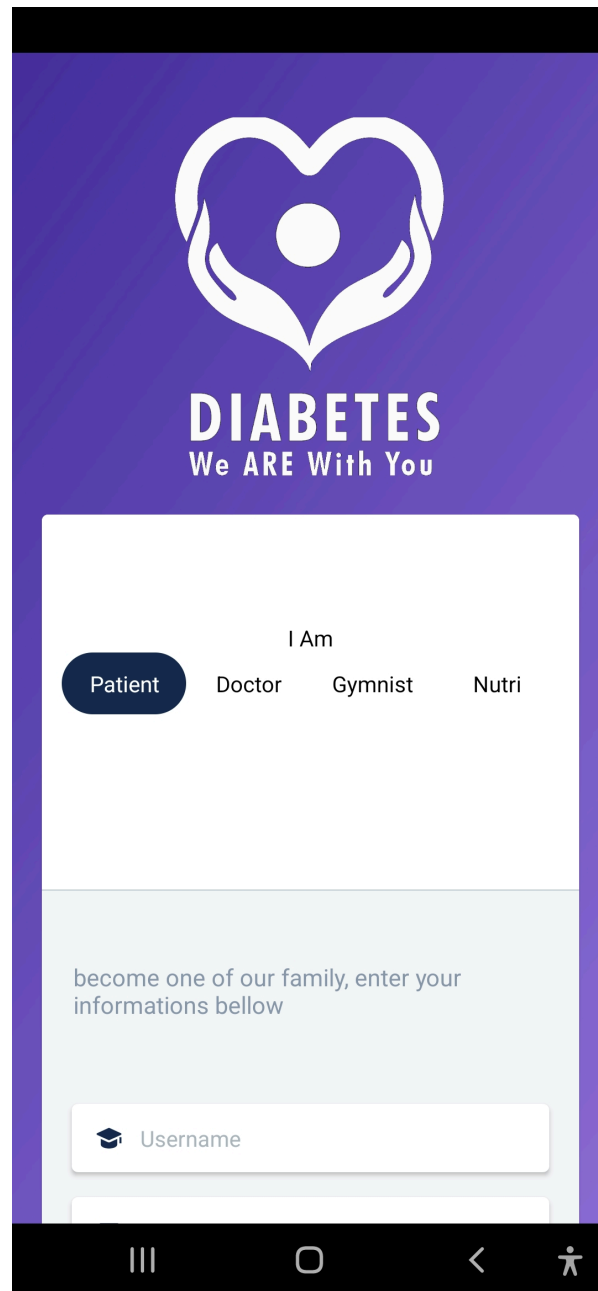 DIABETES
We ARE With You
I Am
Patient Doctor Gymnist Nutri
become one of our family, enter your
informations bellow
Username